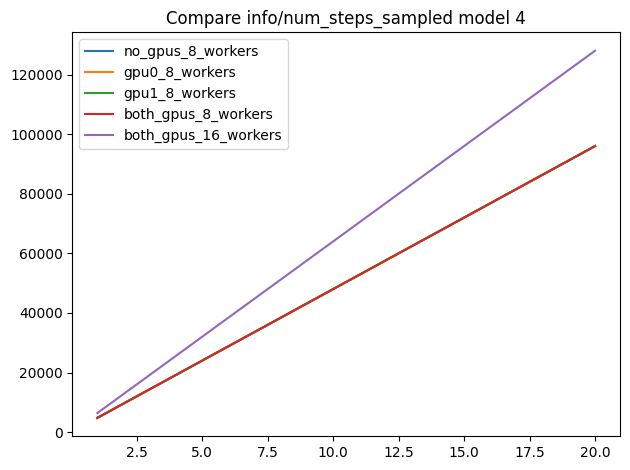 Compare info/num_steps_sampled model 4
no_gpus_8_workers
gpu0_8_workers
gpu1_8_workers
both_gpus_8_workers
both_gpus_16_workers
120000
100000
80000
60000
40000
20000
0
2.5 5.0 7.5 10.0 12.5 15.0 17.5 20.0